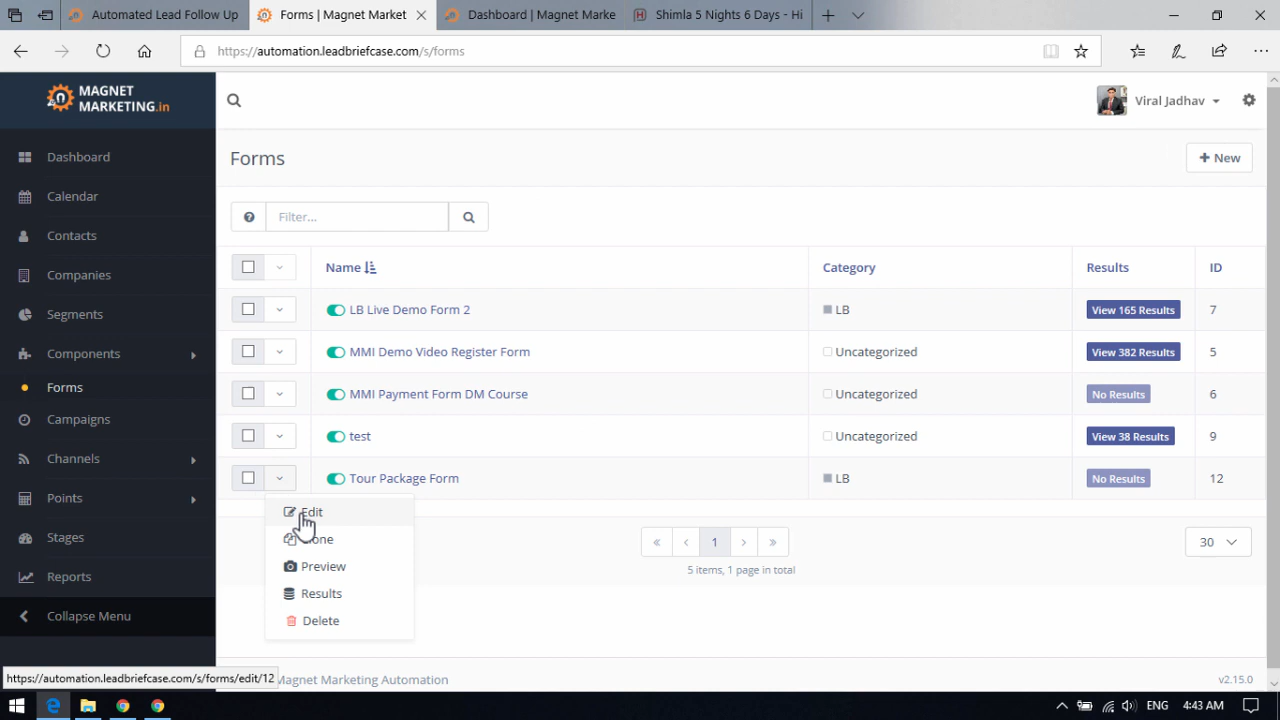 Automated Lead Follow Up
Forms | Magnet Market
Dashboard | Magnet Marke
Shimla 5 Nights 6 Days - Hi
https://automation.leadbriefcase.com/s/forms
MAGNET
MARKETING.in
Viral Jadhav
Dashboard
Calendar
Contacts
Companies
Segments
Components
Forms
Campaigns
Channels
Points
Stages
Reports
Collapse Menu
Forms
+ New
Filter...
Name
Category
Results
ID
LB Live Demo Form 2
LB
View 165 Results
7
MMI Demo Video Register Form
Uncategorized
View 382 Results
5
MMI Payment Form DM Course
Uncategorized
No Results
6
test
Uncategorized
View 38 Results
9
Tour Package Form
LB
No Results
12
Edit
Clone
Preview
Results
Delete
« ‹ 1 › »
5 items, 1 page in total
30
https://automation.leadbriefcase.com/s/forms/edit/12
Magnet Marketing Automation
v2.15.0
ENG
4:43 AM